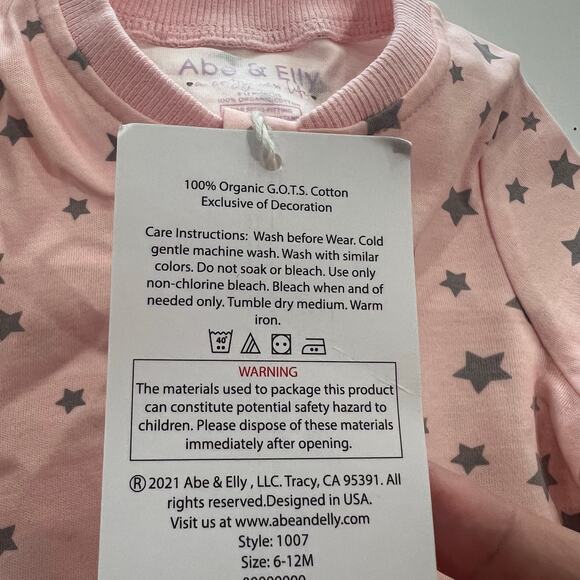 Abe & Elly
100% ORGANIC COTTON
100% Organic G.O.T.S. Cotton
Exclusive of Decoration
Care Instructions: Wash before Wear. Cold
gentle machine wash. Wash with similar
colors. Do not soak or bleach. Use only
non-chlorine bleach. Bleach when and of
needed only. Tumble dry medium. Warm
iron.
40°
WARNING
The materials used to package this product
can constitute potential safety hazard to
children. Please dispose of these materials
immediately after opening.
® 2021 Abe & Elly , LLC. Tracy, CA 95391. All
rights reserved.Designed in USA.
Visit us at www.abeandelly.com
Style: 1007
Size: 6-12M